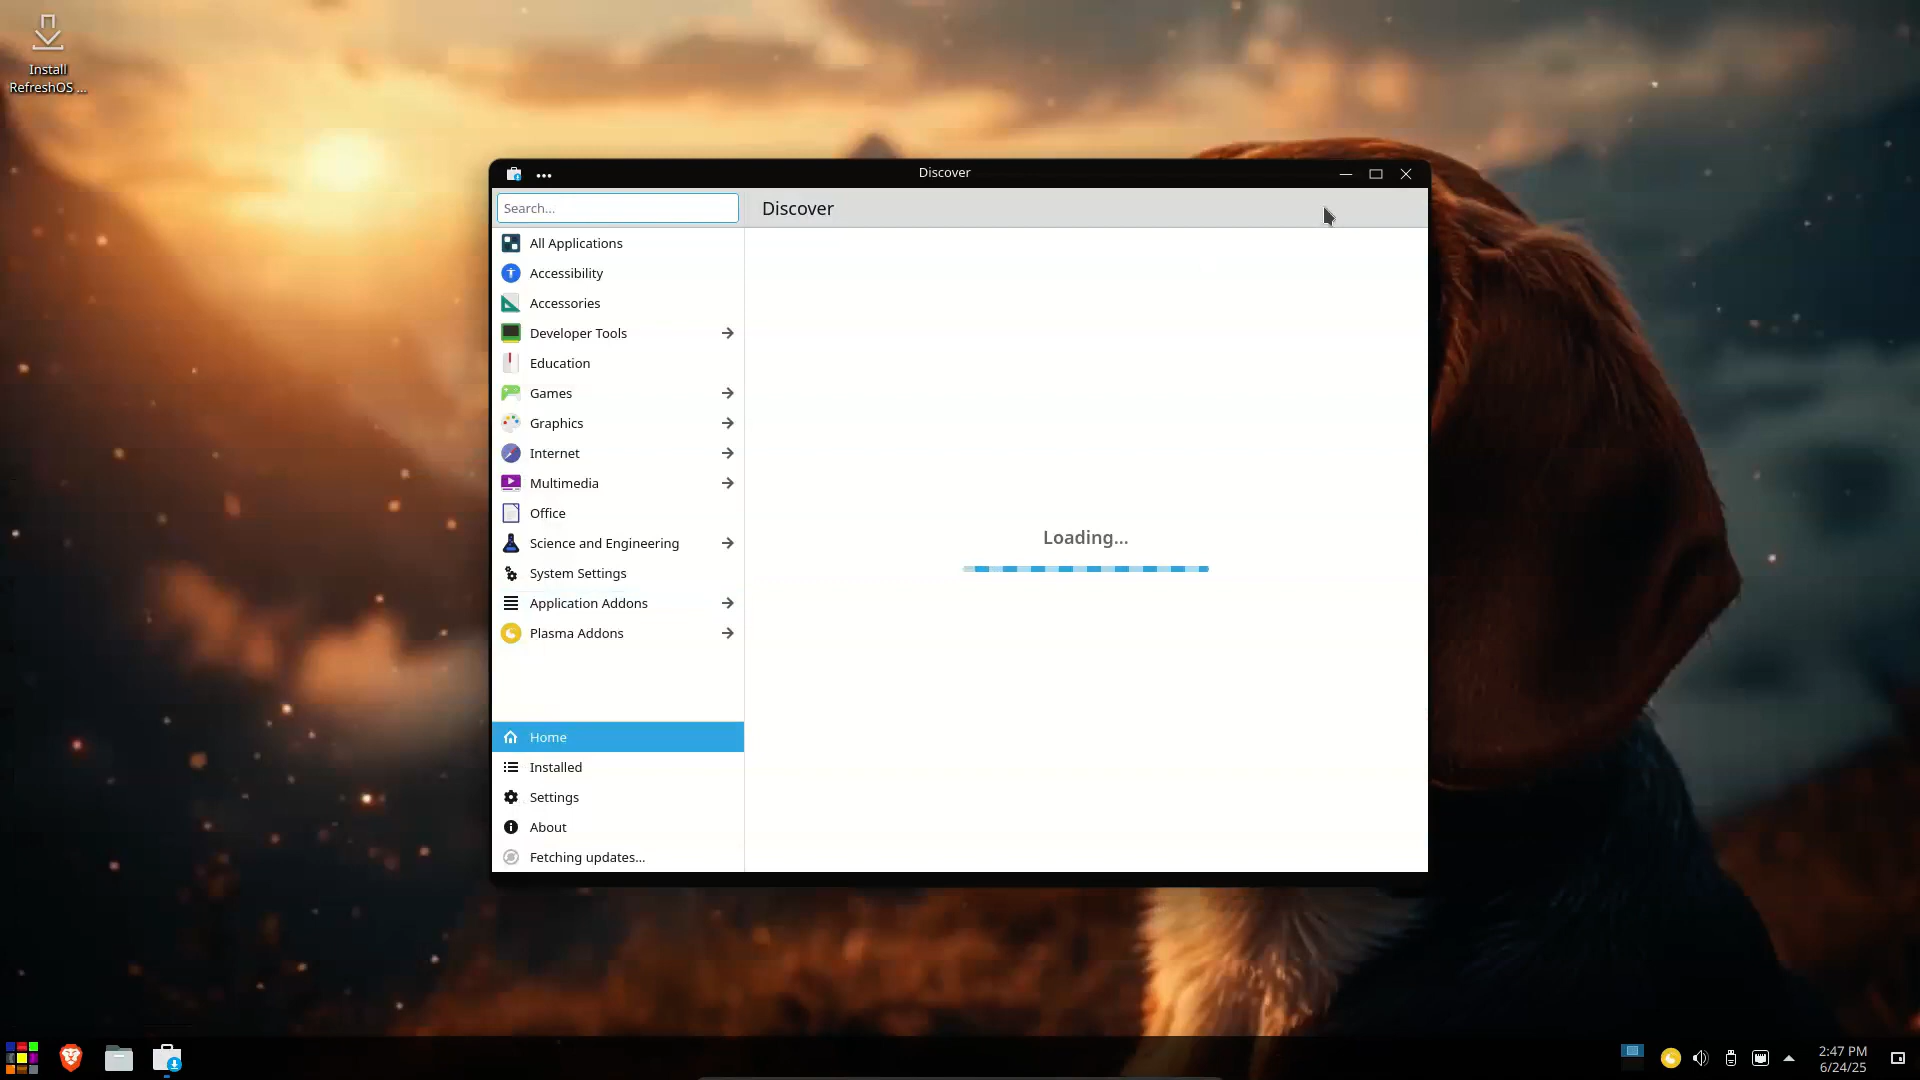 Install
RefreshOS ...
Discover
Search...
Discover
All Applications
Accessibility
Accessories
Developer Tools
Education
Games
Graphics
Internet
Multimedia
Office
Science and Engineering
System Settings
Application Addons
Plasma Addons
Loading...
Home
Installed
Settings
About
Fetching updates...
2:47 PM
6/24/25